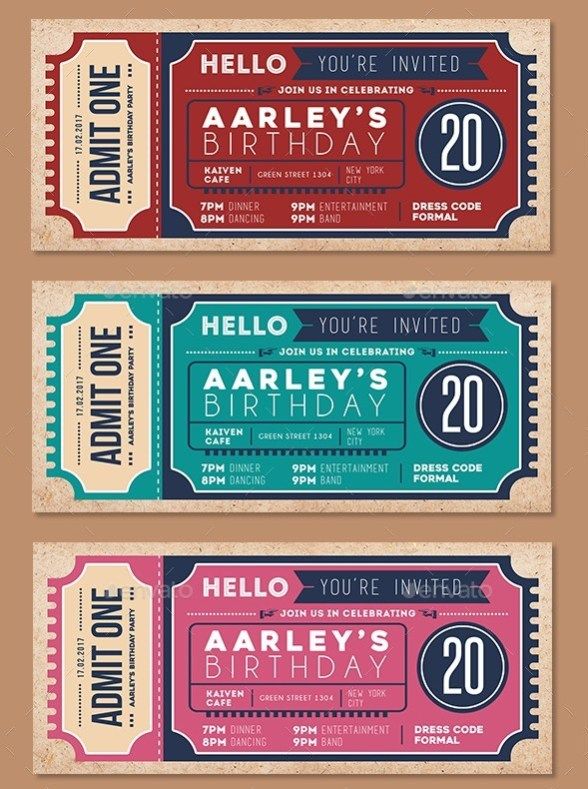 17.02.2017
ADMIT ONE
AARLEY'S BIRTHDAY PARTY
HELLO YOU'RE INVITED
JOIN US IN CELEBRATING
AARLEY'S
BIRTHDAY
20
KAIVEN CAFE
GREEN STREET 1304
NEW YORK CITY
7PM DINNER 9PM ENTERTAINMENT
8PM DANCING 9PM BAND
DRESS CODE
FORMAL
envato
envato
17.02.2017
ADMIT ONE
AARLEY'S BIRTHDAY PARTY
HELLO YOU'RE INVITED
JOIN US IN CELEBRATING
AARLEY'S
BIRTHDAY
20
KAIVEN CAFE
GREEN STREET 1304
NEW YORK CITY
7PM DINNER 9PM ENTERTAINMENT
8PM DANCING 9PM BAND
DRESS CODE
FORMAL
envato
envato
17.02.2017
ADMIT ONE
AARLEY'S BIRTHDAY PARTY
HELLO YOU'RE INVITED
JOIN US IN CELEBRATING
AARLEY'S
BIRTHDAY
20
KAIVEN CAFE
GREEN STREET 1304
NEW YORK CITY
7PM DINNER 9PM ENTERTAINMENT
8PM DANCING 9PM BAND
DRESS CODE
FORMAL